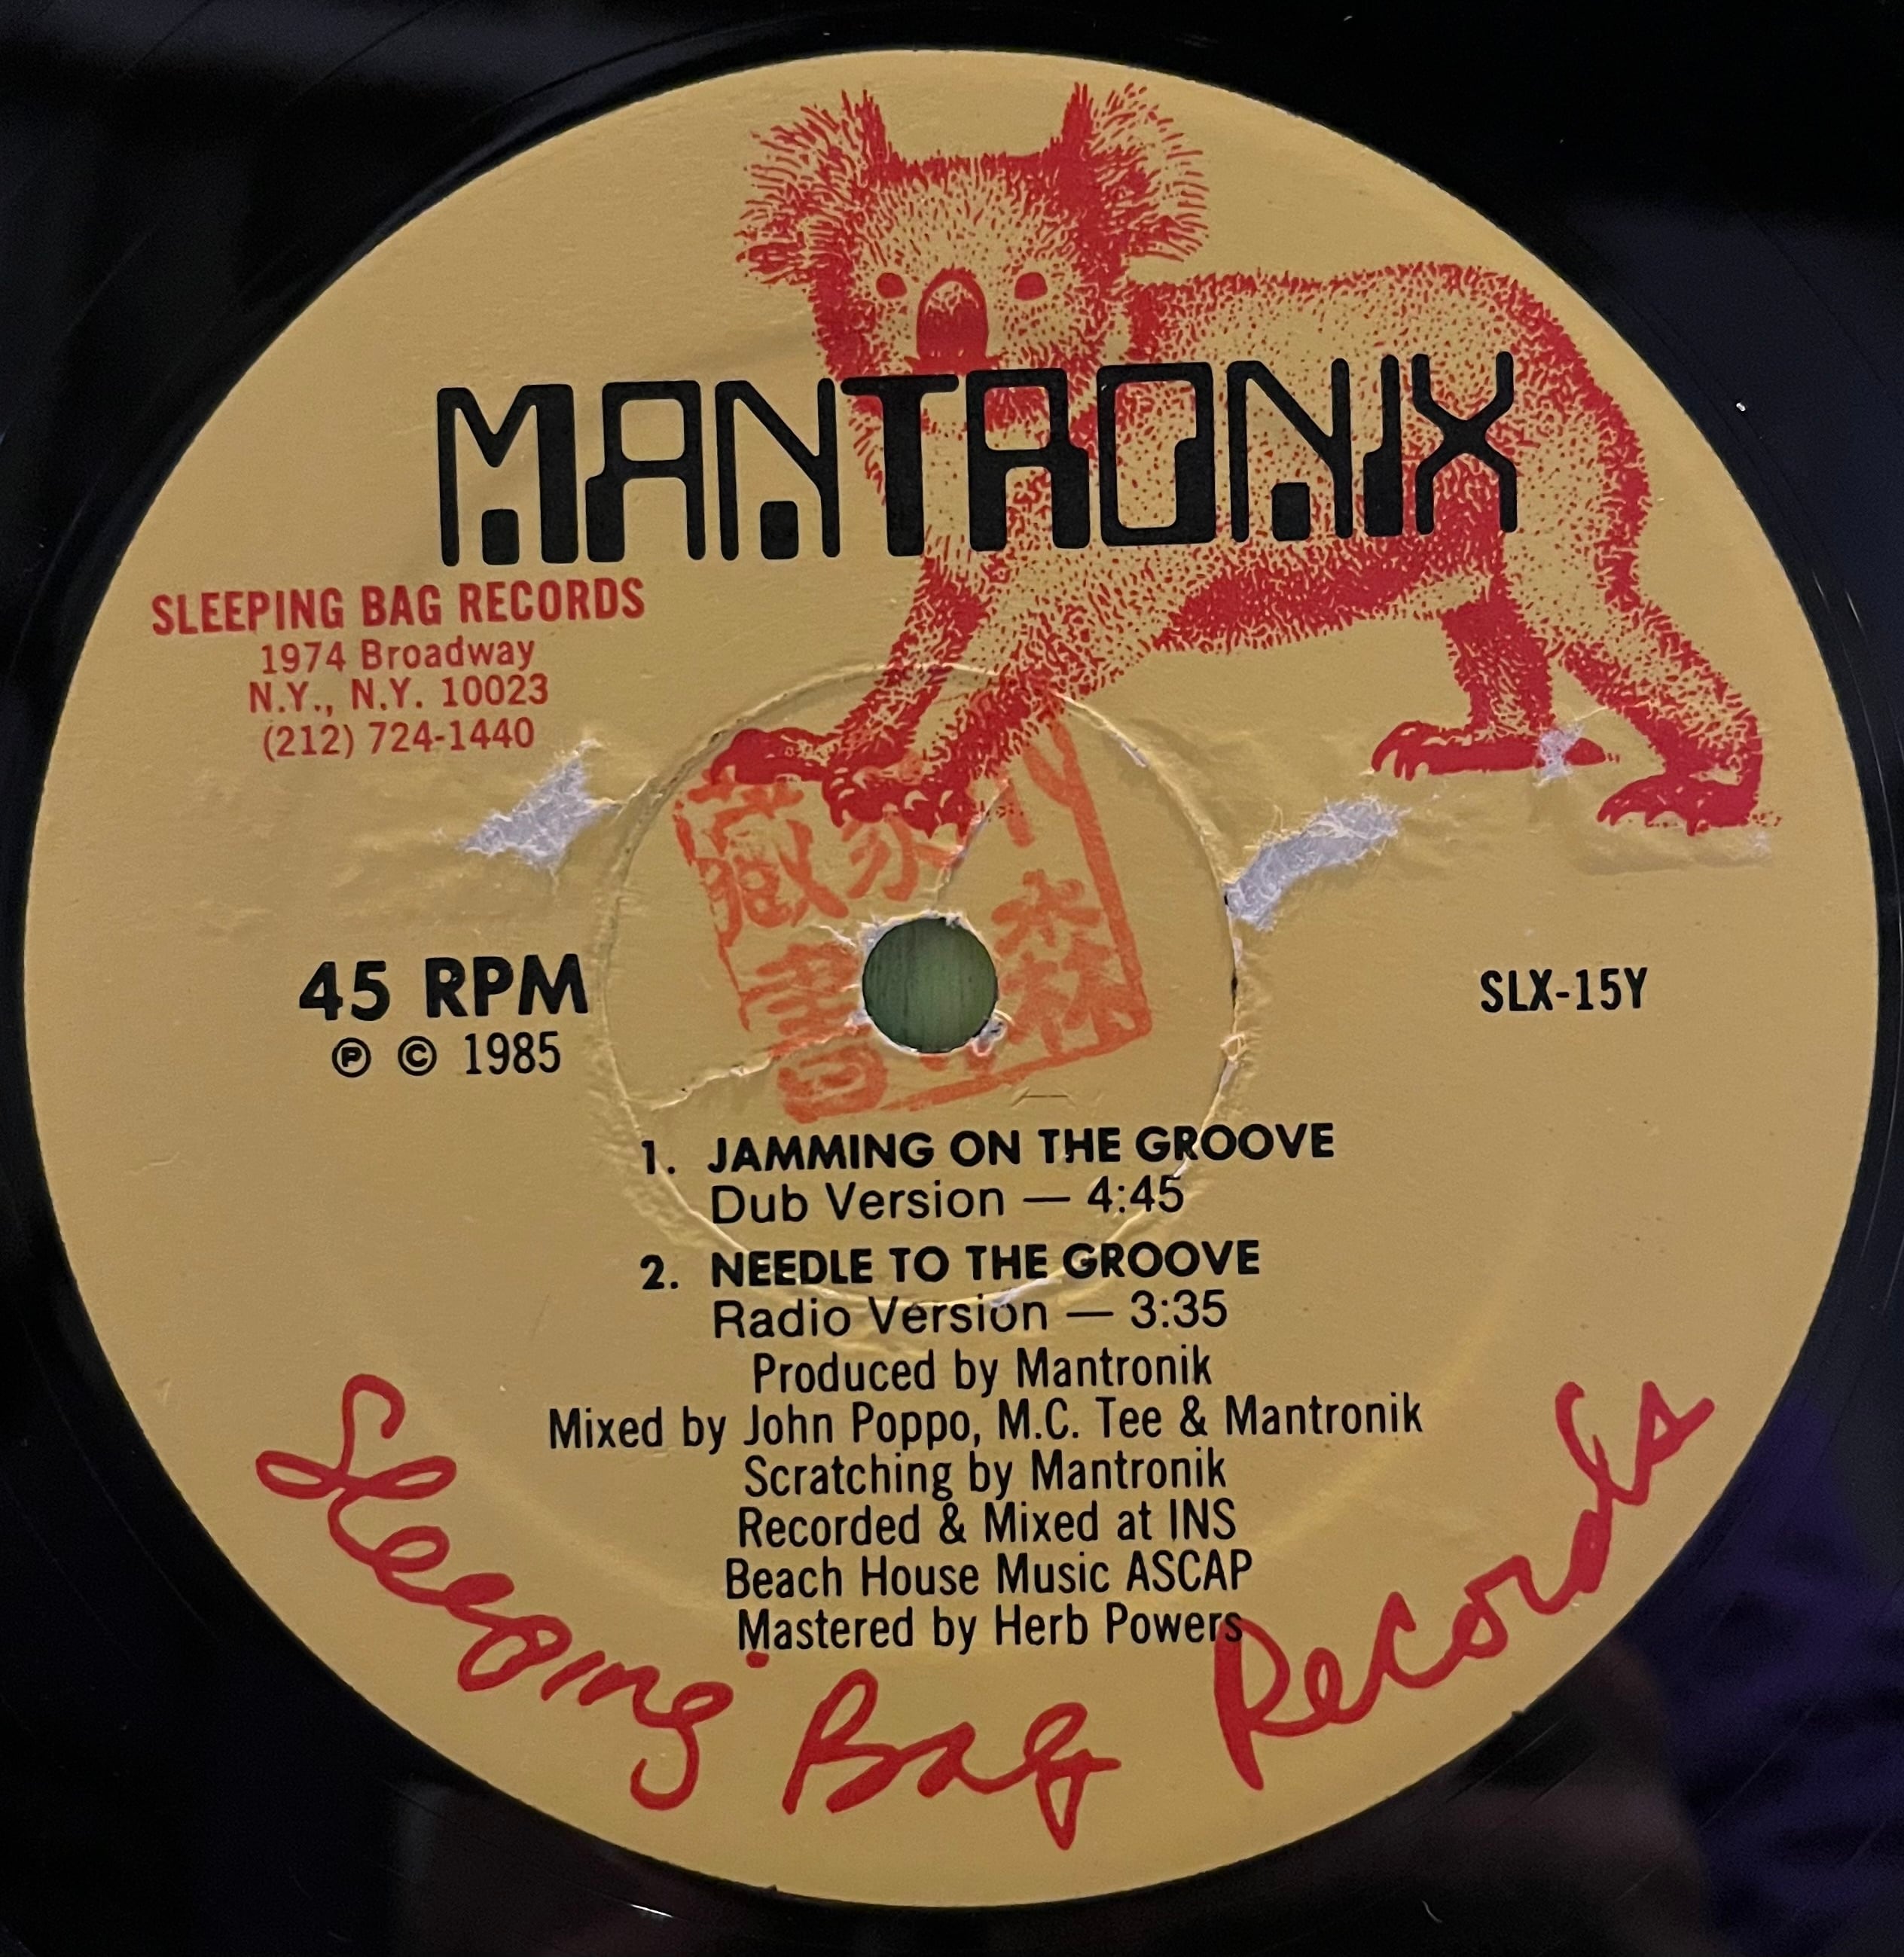 MANTRONIX
SLEEPING BAG RECORDS
1974 Broadway
N.Y., N.Y. 10023
(212) 724-1440
藏書
45 RPM
Ⓟ © 1985
SLX-15Y
1. JAMMING ON THE GROOVE
Dub Version — 4:45
2. NEEDLE TO THE GROOVE
Radio Version — 3:35
Produced by Mantronik
Mixed by John Poppo, M.C. Tee & Mantronik
Scratching by Mantronik
Recorded & Mixed at INS
Beach House Music ASCAP
Mastered by Herb Powers
Sleeping Bag Records